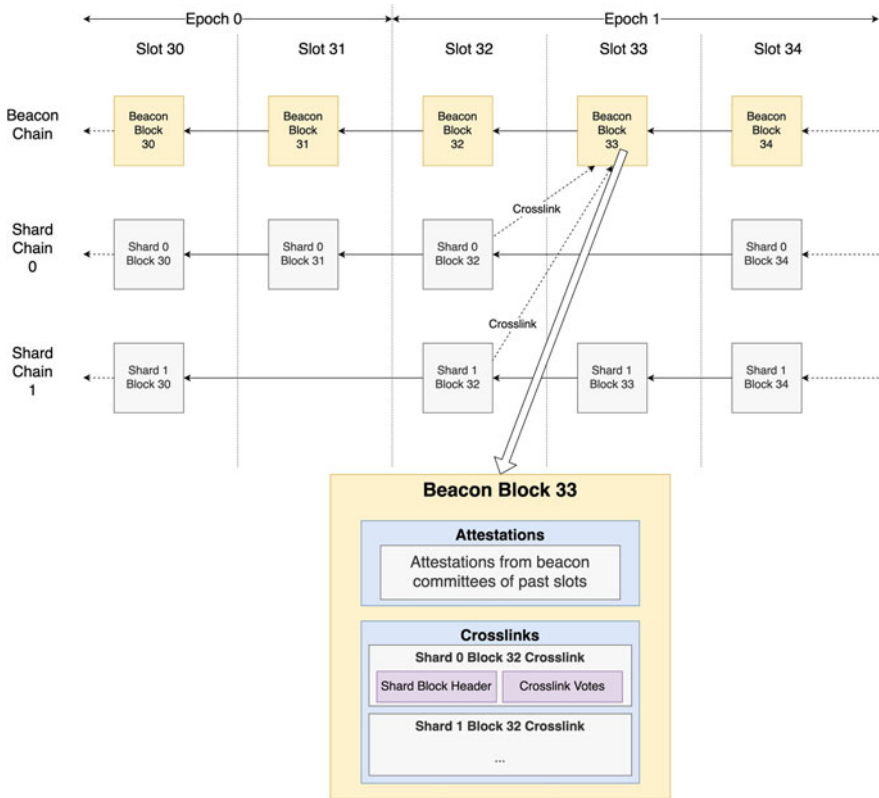 Epoch 0
Epoch 1
Slot 30
Slot 31
Slot 32
Slot 33
Slot 34
Beacon
Chain
Beacon
Block
30
Beacon
Block
31
Beacon
Block
32
Beacon
Block
33
Beacon
Block
34
Crosslink
Shard
Chain
0
Shard 0
Block 30
Shard 0
Block 31
Shard 0
Block 32
Shard 0
Block 34
Crosslink
Shard
Chain
1
Shard 1
Block 30
Shard 1
Block 32
Shard 1
Block 33
Shard 1
Block 34
Beacon Block 33
Attestations
Attestations from beacon
committees of past slots
Crosslinks
Shard 0 Block 32 Crosslink
Shard Block Header
Crosslink Votes
Shard 1 Block 32 Crosslink
...